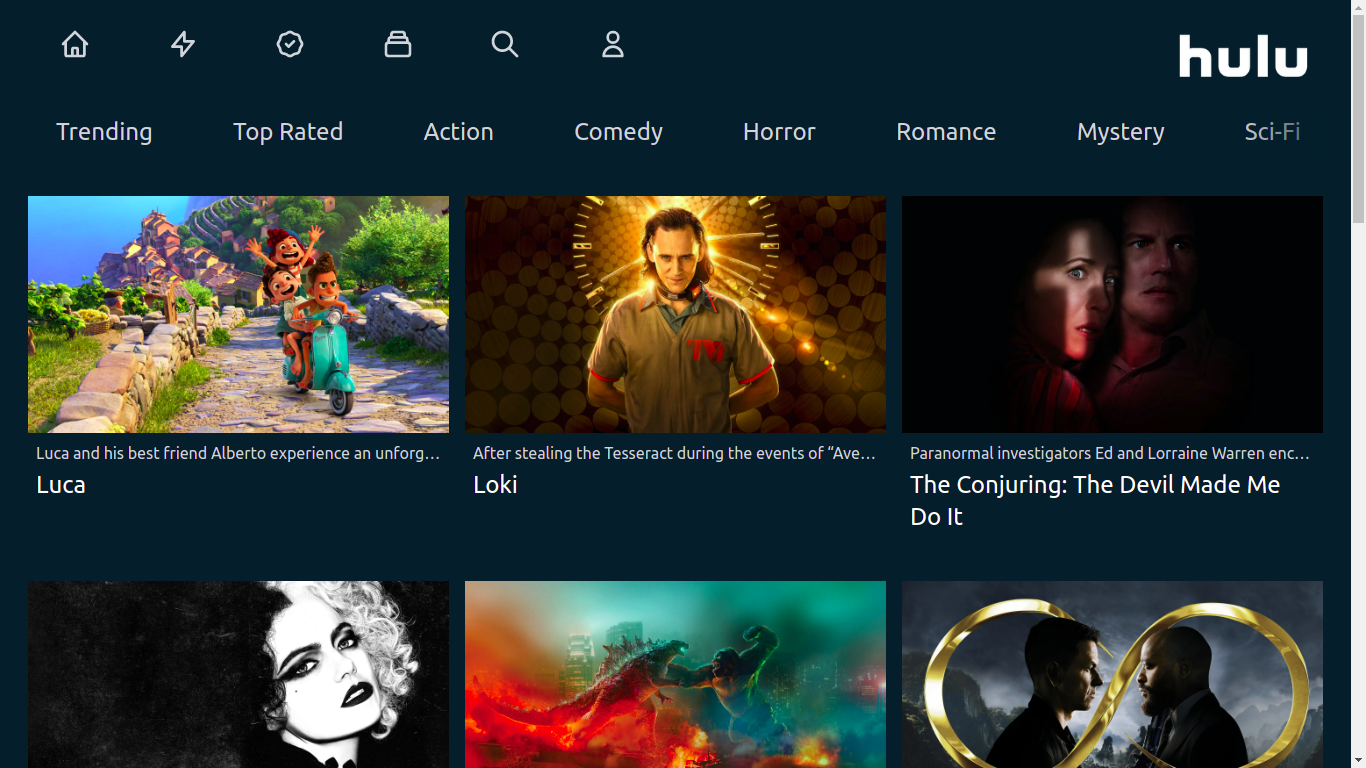 hulu
Trending Top Rated Action Comedy Horror Romance Mystery Sci-Fi
TVA
Luca and his best friend Alberto experience an unforg…
Luca
After stealing the Tesseract during the events of “Ave…
Loki
Paranormal investigators Ed and Lorraine Warren enc…
The Conjuring: The Devil Made Me
Do It